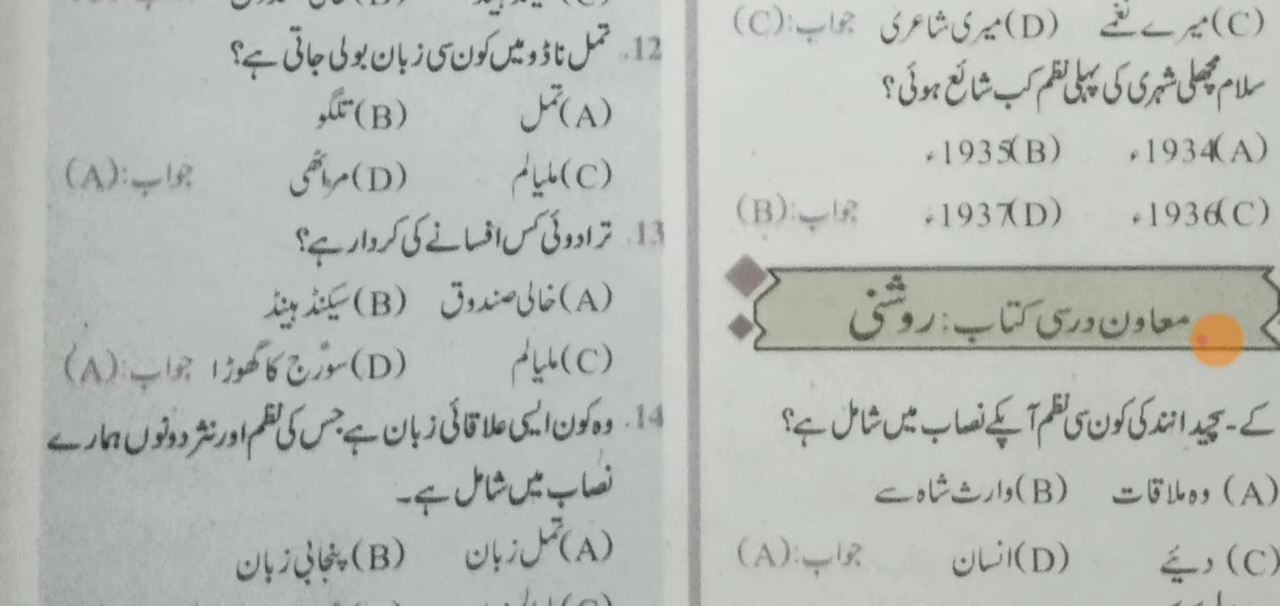 (C)میرے نغمے (D)میری شاعری جواب:(C)
سلام مچھلی شہری کی پہلی نظم کب شائع ہوئی؟
(A)1934ء (B)1935ء
(C)1936ء (D)1937ء جواب:(B)
معاون درسی کتاب: روشنی
کے۔سچیدانند کی کون سی نظم آپکے نصاب میں شامل ہے؟
(A) وہ ملاقات (B)وارث شاہ سے
(C) دیئے (D)انسان جواب:(A)
12. تمل ناڈو میں کون سی زبان بولی جاتی ہے؟
(A)تمل (B)تلگو
(C)ملیالم (D)مراٹھی جواب:(A)
13. ترادوئی کس افسانے کی کردار ہے؟
(A)خالی صندوق (B)سیکنڈ ہینڈ
(C)ملیالم (D)سورج کا گھوڑا جواب:(A)
14. وہ کون ایسی علاقائی زبان ہے جس کی نظم اور نثر دونوں ہمارے
نصاب میں شامل ہے۔
(A)تمل زبان (B)پنجابی زبان